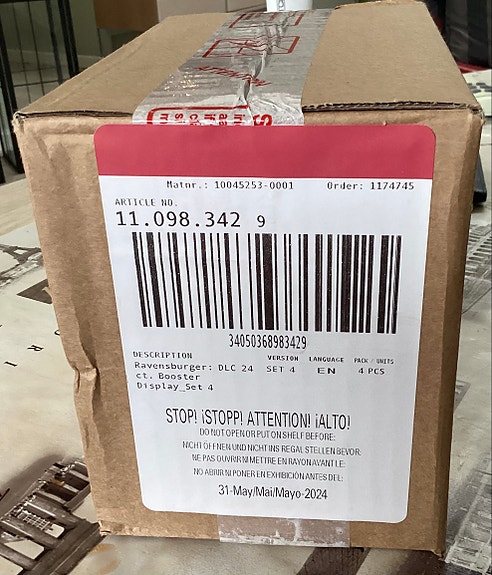 Matnr.: 10045253-0001 Order: 1174745
ARTICLE NO.
11.098.342 9
34050368983429
DESCRIPTION VERSION LANGUAGE PACK / UNITS
Ravensburger: DLC 24 SET 4 EN 4 PCS
ct. Booster
Display_Set 4
STOP! ¡STOPP! ATTENTION! ¡ALTO!
DO NOT OPEN OR PUT ON SHELF BEFORE:
NICHT ÖFFNEN UND NICHT INS REGAL STELLEN BEVOR:
NE PAS OUVRIR NI METTRE EN RAYON AVANT LE:
NO ABRIR NI PONER EN EXHIBICIÓN ANTES DEL:
31-May/Mai/Mayo-2024